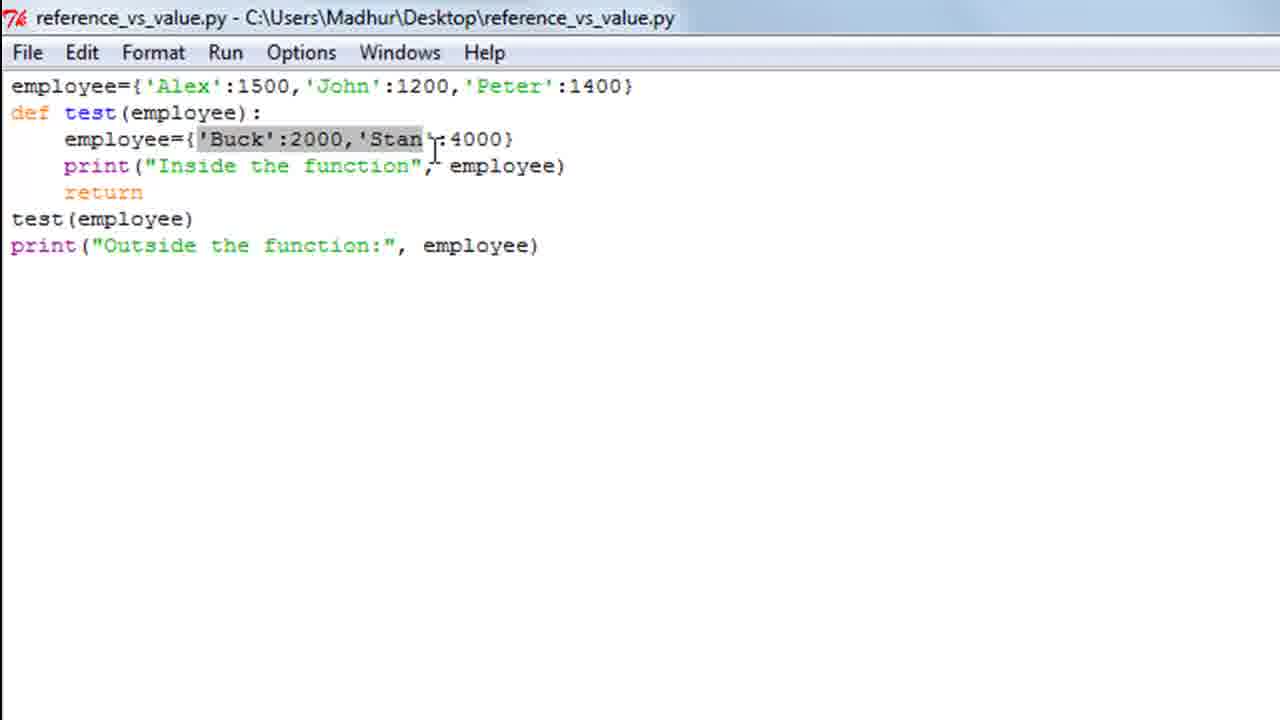 reference_vs_value.py - C:\Users\Madhur\Desktop\reference_vs_value.py
File Edit Format Run Options Windows Help
employee={'Alex':1500,'John':1200,'Peter':1400}
def test(employee):
    employee={'Buck':2000,'Stan':4000}
    print("Inside the function", employee)
    return
test(employee)
print("Outside the function:", employee)